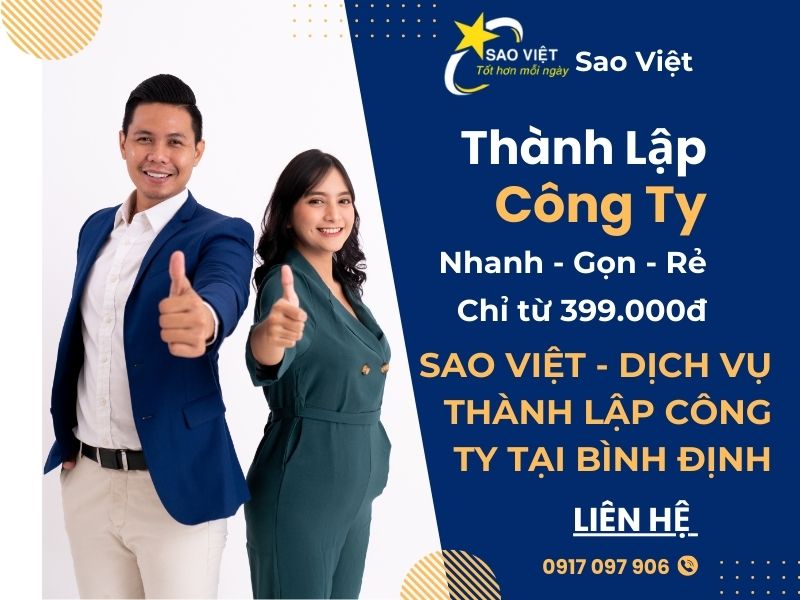 SAO VIỆT
Tốt hơn mỗi ngày
Sao Việt
Thành Lập
Công Ty
Nhanh - Gọn - Rẻ
Chỉ từ 399.000đ
SAO VIỆT - DỊCH VỤ
THÀNH LẬP CÔNG
TY TẠI BÌNH ĐỊNH
LIÊN HỆ
0917 097 906